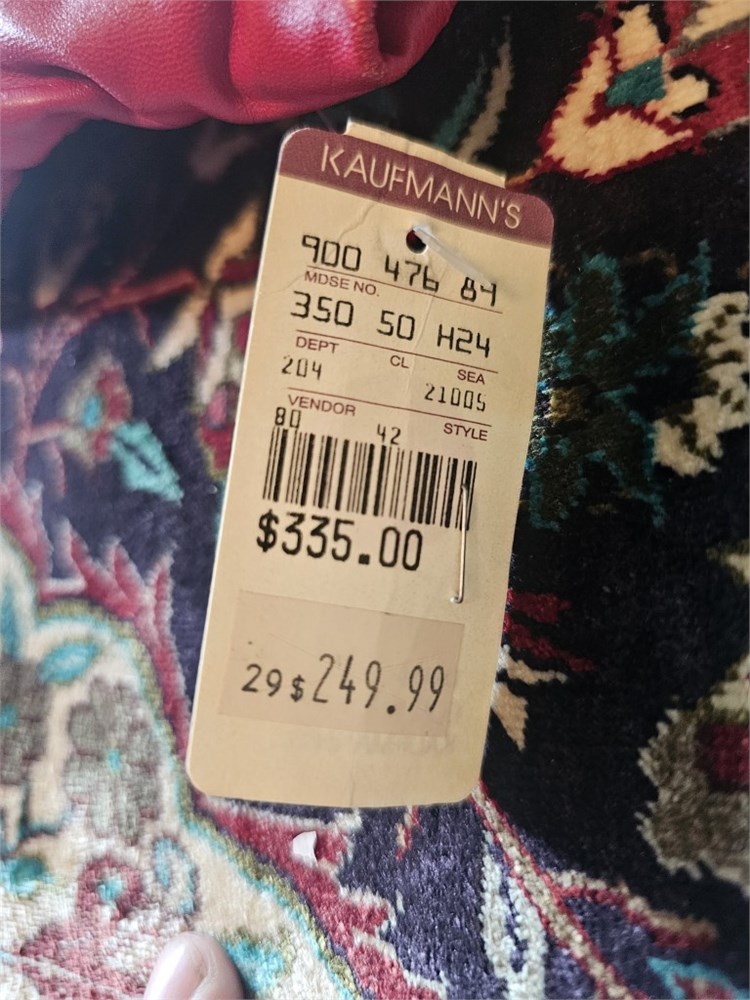 KAUFMANN'S
900 476 84
MDSE NO.
350 50 H24
DEPT CL SEA
204 21005
VENDOR STYLE
80 42
$335.00
29 $249.99